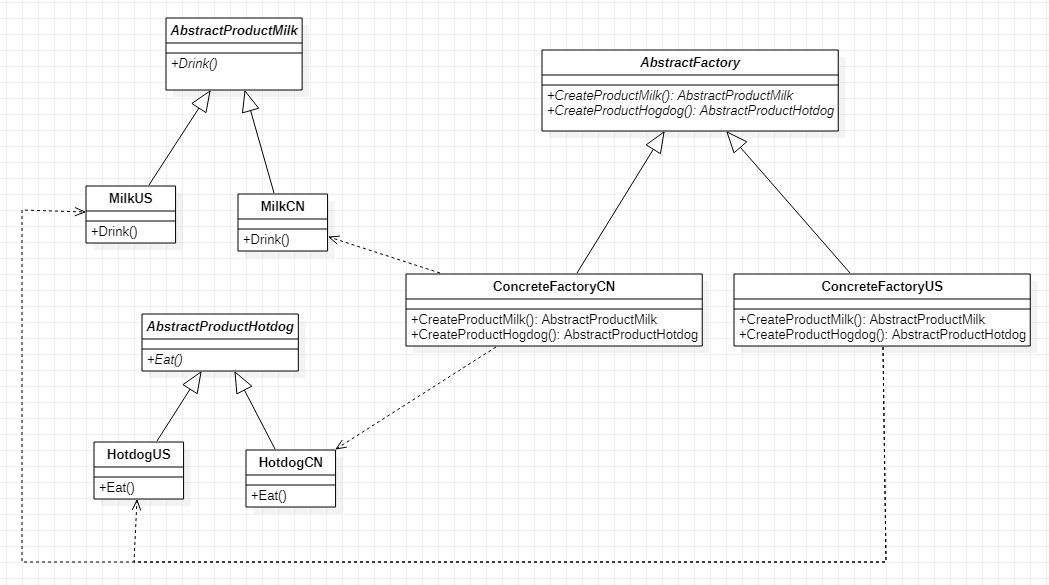 AbstractProductMilk
+Drink()
AbstractFactory
+CreateProductMilk(): AbstractProductMilk
+CreateProductHogdog(): AbstractProductHotdog
MilkUS
+Drink()
MilkCN
+Drink()
ConcreteFactoryCN
+CreateProductMilk(): AbstractProductMilk
+CreateProductHogdog(): AbstractProductHotdog
ConcreteFactoryUS
+CreateProductMilk(): AbstractProductMilk
+CreateProductHogdog(): AbstractProductHotdog
AbstractProductHotdog
+Eat()
HotdogUS
+Eat()
HotdogCN
+Eat()